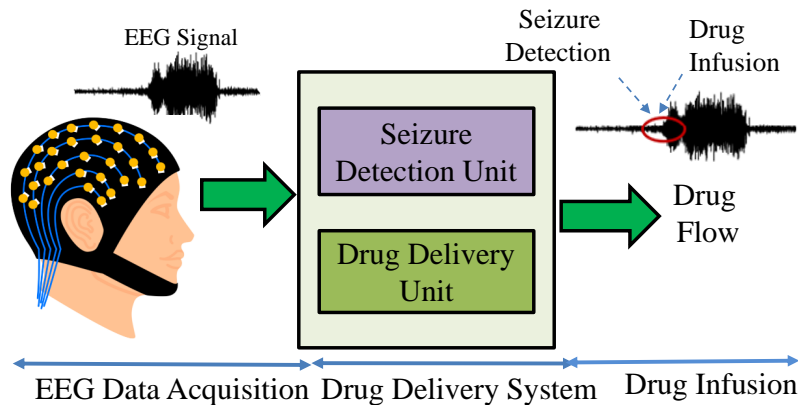 EEG Signal
Seizure
Detection
Drug
Infusion
Seizure
Detection Unit
Drug Delivery
Unit
Drug
Flow
EEG Data Acquisition
Drug Delivery System
Drug Infusion